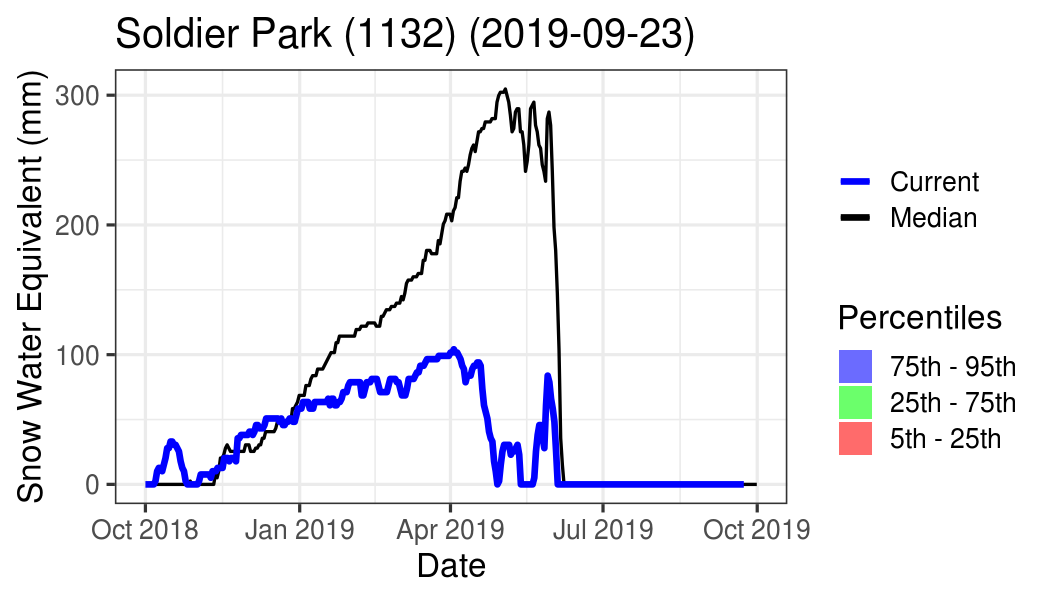 Soldier Park (1132) (2019-09-23)
Snow Water Equivalent (mm)
300
200
100
0
Oct 2018 Jan 2019 Apr 2019 Jul 2019 Oct 2019
Date
Current
Median
Percentiles
75th - 95th
25th - 75th
5th - 25th